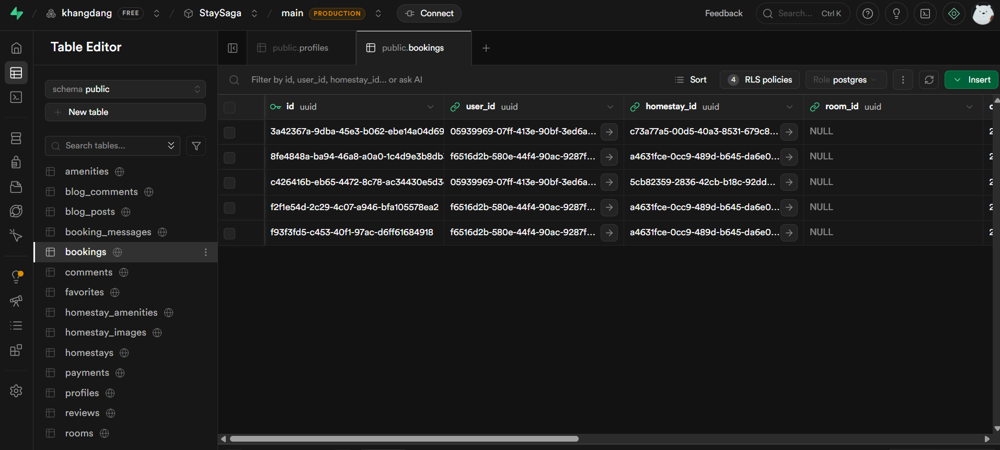 khangdang FREE / StaySaga / main PRODUCTION Connect Feedback Search... Ctrl K
Table Editor
public.profiles public.bookings
schema public
New table
Search tables...
amenities
blog_comments
blog_posts
booking_messages
bookings
comments
favorites
homestay_amenities
homestay_images
homestays
payments
profiles
reviews
rooms
Filter by id, user_id, homestay_id... or ask AI Sort 4 RLS policies Role postgres Insert
id uuid user_id uuid homestay_id uuid room_id uuid
3a42367a-9dba-45e3-b062-ebe14a04d69 05939969-07ff-413e-90bf-3ed6a... c73a77a5-00d5-40a3-8531-679c8... NULL 2
8fe4848a-ba94-46a8-a0a0-1c4d9e3b8db f6516d2b-580e-44f4-90ac-9287f... a4631fce-0cc9-489d-b645-da6e0... NULL 2
c426416b-eb65-4472-8c78-ac34430e5d3 05939969-07ff-413e-90bf-3ed6a... 5cb82359-2836-42cb-b18c-92dd... NULL 2
f2f1e54d-2c29-4c07-a946-bfa105578ea2 f6516d2b-580e-44f4-90ac-9287f... a4631fce-0cc9-489d-b645-da6e0... NULL 2
f93f3fd5-c453-40f1-97ac-d6ff61684918 f6516d2b-580e-44f4-90ac-9287f... a4631fce-0cc9-489d-b645-da6e0... NULL 2